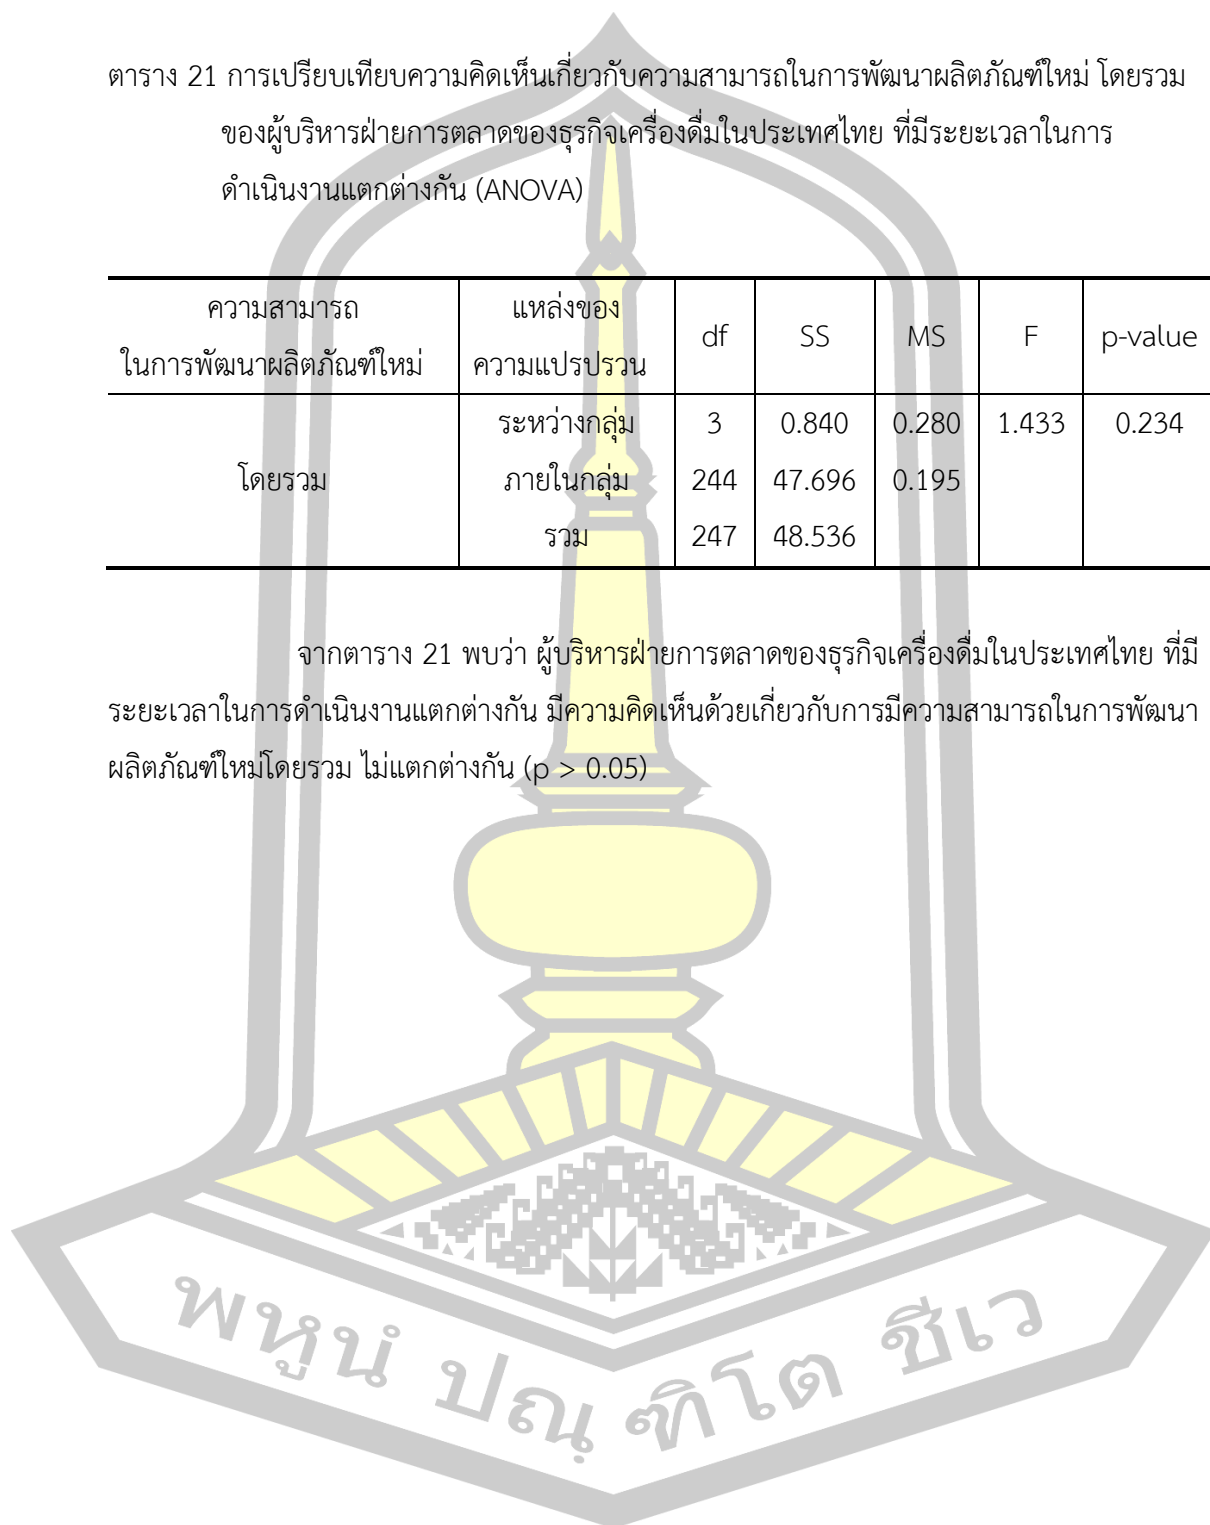 ตาราง 21 การเปรียบเทียบความคิดเห็นเกี่ยวกับความสามารถในการพัฒนาผลิตภัณฑ์ใหม่ โดยรวม
ของผู้บริหารฝ่ายการตลาดของธุรกิจเครื่องดื่มในประเทศไทย ที่มีระยะเวลาในการ
ดำเนินงานแตกต่างกัน (ANOVA)
ความสามารถ
ในการพัฒนาผลิตภัณฑ์ใหม่
แหล่งของ
ความแปรปรวน
df SS MS F p-value
ระหว่างกลุ่ม 3 0.840 0.280 1.433 0.234
โดยรวม ภายในกลุ่ม 244 47.696 0.195
รวม 247 48.536
จากตาราง 21 พบว่า ผู้บริหารฝ่ายการตลาดของธุรกิจเครื่องดื่มในประเทศไทย ที่มี
ระยะเวลาในการดำเนินงานแตกต่างกัน มีความคิดเห็นด้วยเกี่ยวกับการมีความสามารถในการพัฒนา
ผลิตภัณฑ์ใหม่โดยรวม ไม่แตกต่างกัน (p > 0.05)
พหูนํ ปณฺฑิโต ชีเว